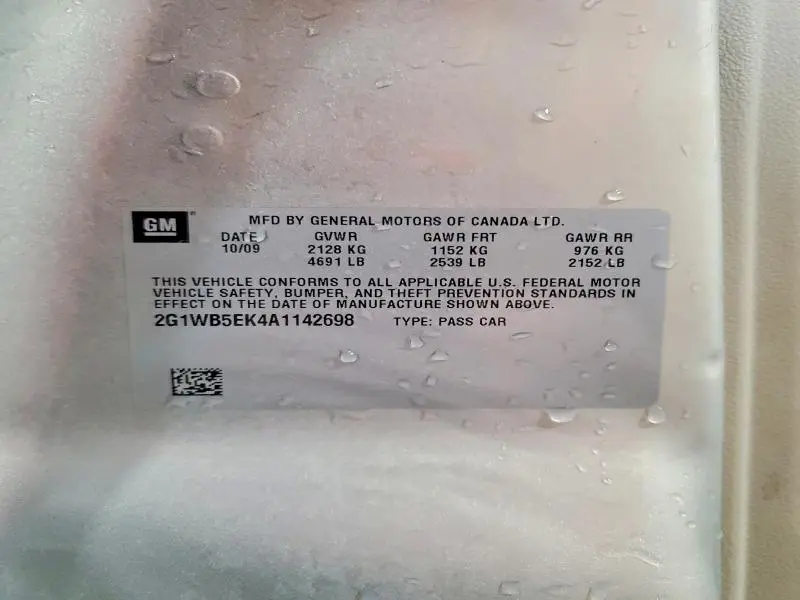 GM
MFD BY GENERAL MOTORS OF CANADA LTD.
DATE GVWR GAWR FRT GAWR RR
10/09 2128 KG 1152 KG 976 KG
4691 LB 2539 LB 2152 LB
THIS VEHICLE CONFORMS TO ALL APPLICABLE U.S. FEDERAL MOTOR
VEHICLE SAFETY, BUMPER, AND THEFT PREVENTION STANDARDS IN
EFFECT ON THE DATE OF MANUFACTURE SHOWN ABOVE.
2G1WB5EK4A1142698 TYPE: PASS CAR